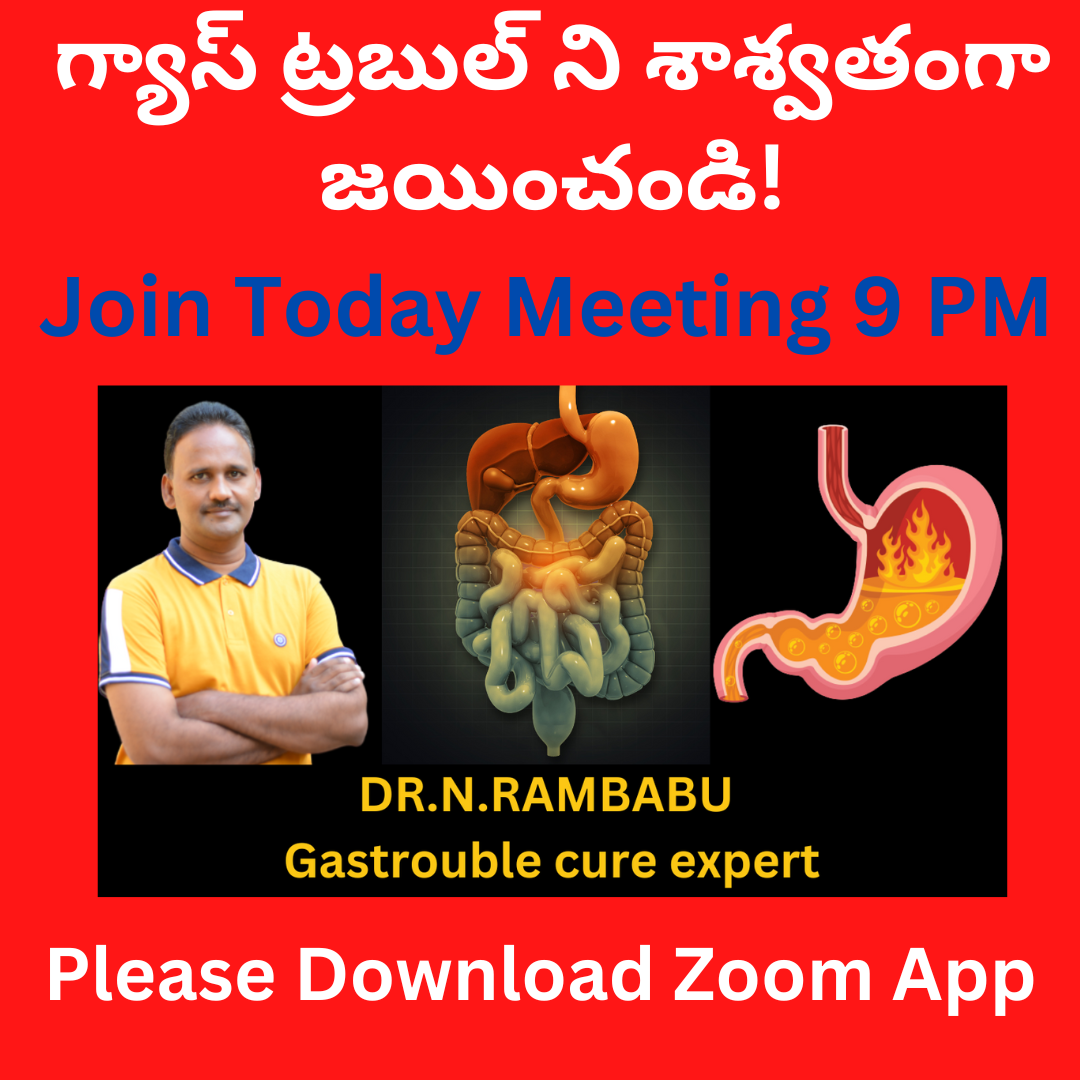 గ్యాస్ ట్రబుల్ ని శాశ్వతంగా
జయించండి!
Join Today Meeting 9 PM
DR.N.RAMBABU
Gastrouble cure expert
Please Download Zoom App